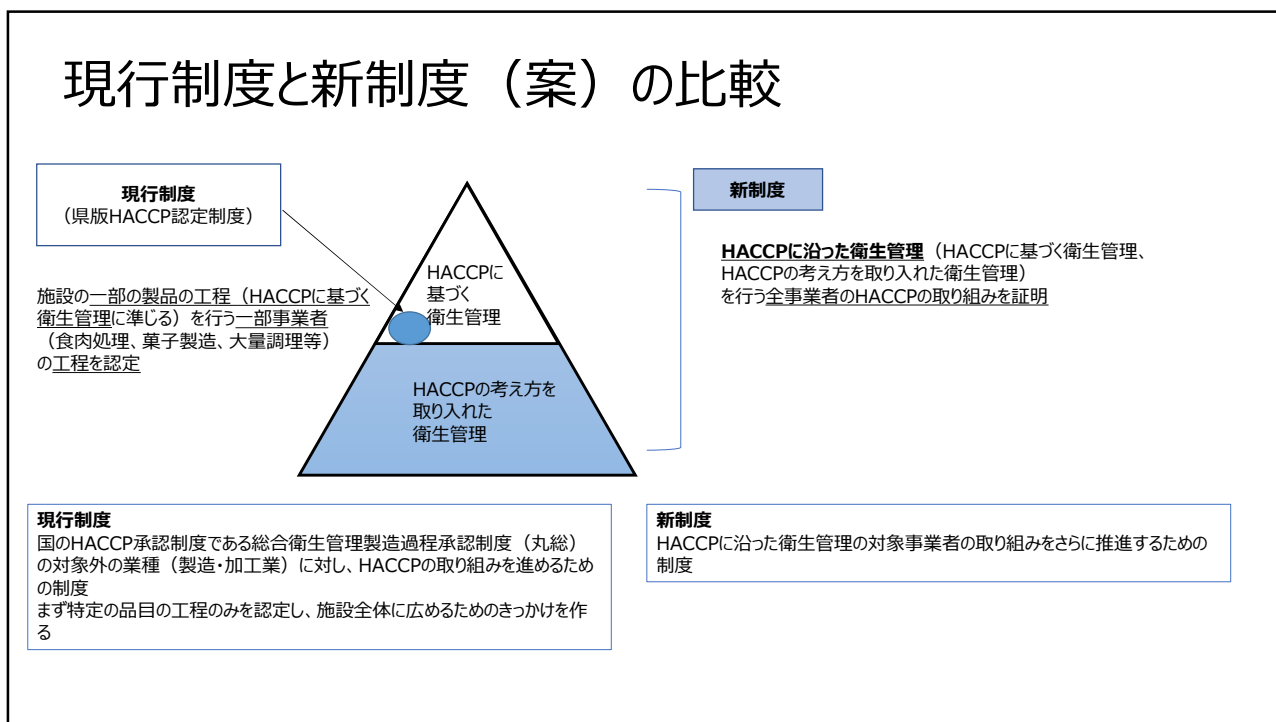 現行制度と新制度（案）の比較
現行制度
（県版HACCP認定制度）
施設の一部の製品の工程（HACCPに基づく
衛生管理に準じる）を行う一部事業者
（食肉処理、菓子製造、大量調理等）
の工程を認定
HACCPに
基づく
衛生管理
HACCPの考え方を
取り入れた
衛生管理
新制度
HACCPに沿った衛生管理（HACCPに基づく衛生管理、
HACCPの考え方を取り入れた衛生管理）
を行う全事業者のHACCPの取り組みを証明
現行制度
国のHACCP承認制度である総合衛生管理製造過程承認制度（丸総）
の対象外の業種（製造・加工業）に対し、HACCPの取り組みを進めるため
の制度
まず特定の品目の工程のみを認定し、施設全体に広めるためのきっかけを作
る
新制度
HACCPに沿った衛生管理の対象事業者の取り組みをさらに推進するための
制度